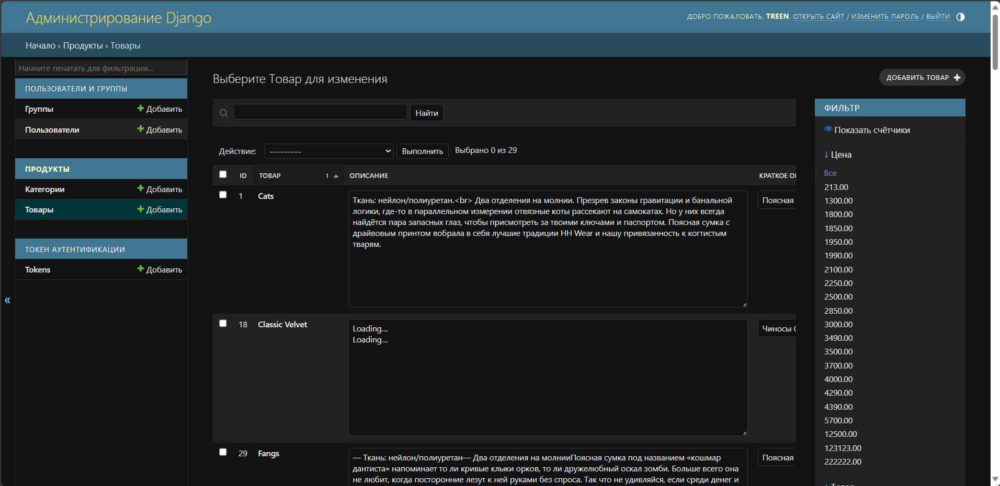 Администрирование Django
ДОБРО ПОЖАЛОВАТЬ, TREEN. ОТКРЫТЬ САЙТ / ИЗМЕНИТЬ ПАРОЛЬ / ВЫЙТИ
Начало › Продукты › Товары
Начните печатать для фильтрации...
ПОЛЬЗОВАТЕЛИ И ГРУППЫ
Группы Добавить
Пользователи Добавить
ПРОДУКТЫ
Категории Добавить
Товары Добавить
ТОКЕН АУТЕНТИФИКАЦИИ
Tokens Добавить
«
Выберите Товар для изменения
ДОБАВИТЬ ТОВАР
Найти
Действие: --------- Выполнить Выбрано 0 из 29
ID ТОВАР 1 ОПИСАНИЕ КРАТКОЕ
1 Cats
Ткань: нейлон/полиуретан.<br> Два отделения на молнии. Презрев законы гравитации и банальной
логики, где-то в параллельном измерении отвязные коты рассекают на самокатах. Но у них всегда
найдётся пара запасных глаз, чтобы присмотреть за твоими ключами и паспортом. Поясная сумка с
драйвовым принтом вобрала в себя лучшие традиции HH Wear и нашу привязанность к когтистым
тварям.
Поясная
18 Classic Velvet
Loading...
Loading...
Чиносы
29 Fangs
— Ткань: нейлон/полиуретан— Два отделения на молнииПоясная сумка под названием «кошмар
дантиста» напоминает то ли кривые клыки орков, то ли дружелюбный оскал зомби. Больше всего она
не любит, когда посторонние лезут к ней руками без спроса. Так что не удивляйся, если среди денег и
Поясная
ФИЛЬТР
Показать счётчики
↓ Цена
Все
213.00
1300.00
1800.00
1850.00
1950.00
1990.00
2100.00
2250.00
2500.00
2850.00
3000.00
3490.00
3500.00
3700.00
4000.00
4290.00
4390.00
5700.00
12500.00
123123.00
222222.00